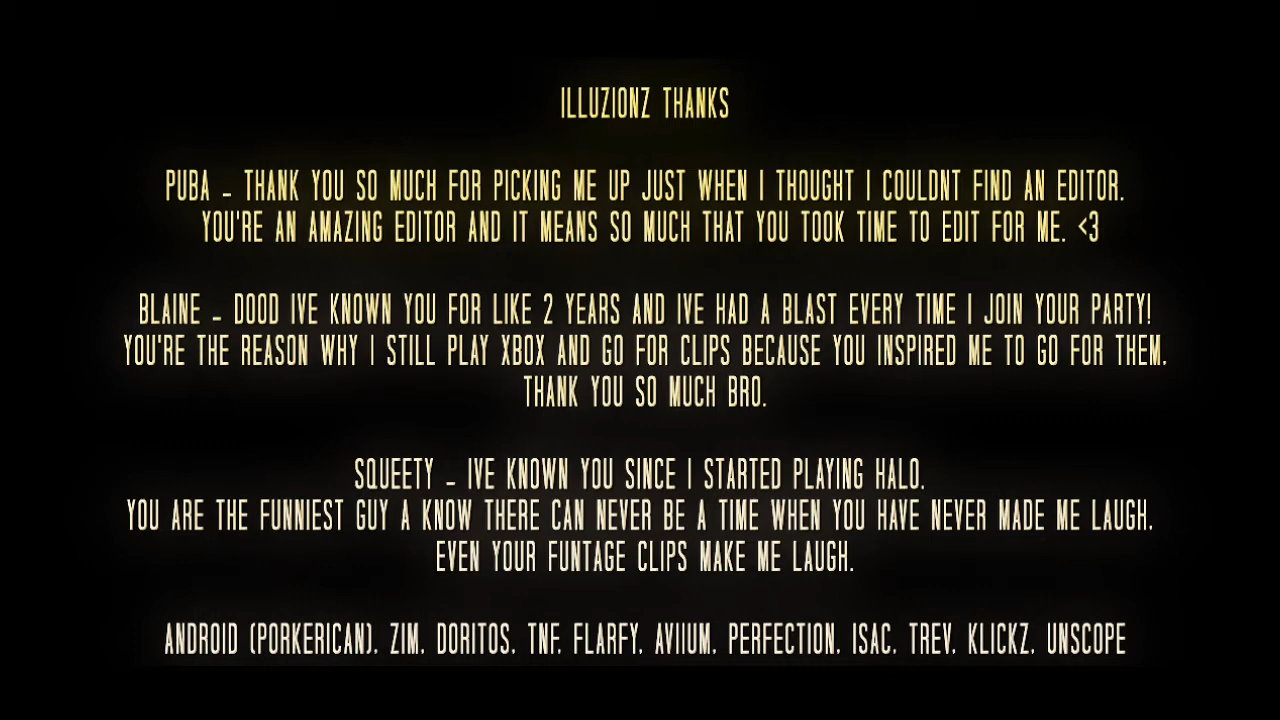 ILLUZIONZ THANKS
PUBA - THANK YOU SO MUCH FOR PICKING ME UP JUST WHEN I THOUGHT I COULDNT FIND AN EDITOR.
YOU'RE AN AMAZING EDITOR AND IT MEANS SO MUCH THAT YOU TOOK TIME TO EDIT FOR ME. <3
BLAINE - DOOD IVE KNOWN YOU FOR LIKE 2 YEARS AND IVE HAD A BLAST EVERY TIME I JOIN YOUR PARTY!
YOU'RE THE REASON WHY I STILL PLAY XBOX AND GO FOR CLIPS BECAUSE YOU INSPIRED ME TO GO FOR THEM.
THANK YOU SO MUCH BRO.
SQUEETY - IVE KNOWN YOU SINCE I STARTED PLAYING HALO.
YOU ARE THE FUNNIEST GUY A KNOW THERE CAN NEVER BE A TIME WHEN YOU HAVE NEVER MADE ME LAUGH.
EVEN YOUR FUNTAGE CLIPS MAKE ME LAUGH.
ANDROID (PORKERICAN), ZIM, DORITOS, TNF, FLARFY, AVIIUM, PERFECTION, ISAC, TREV, KLICKZ, UNSCOPE